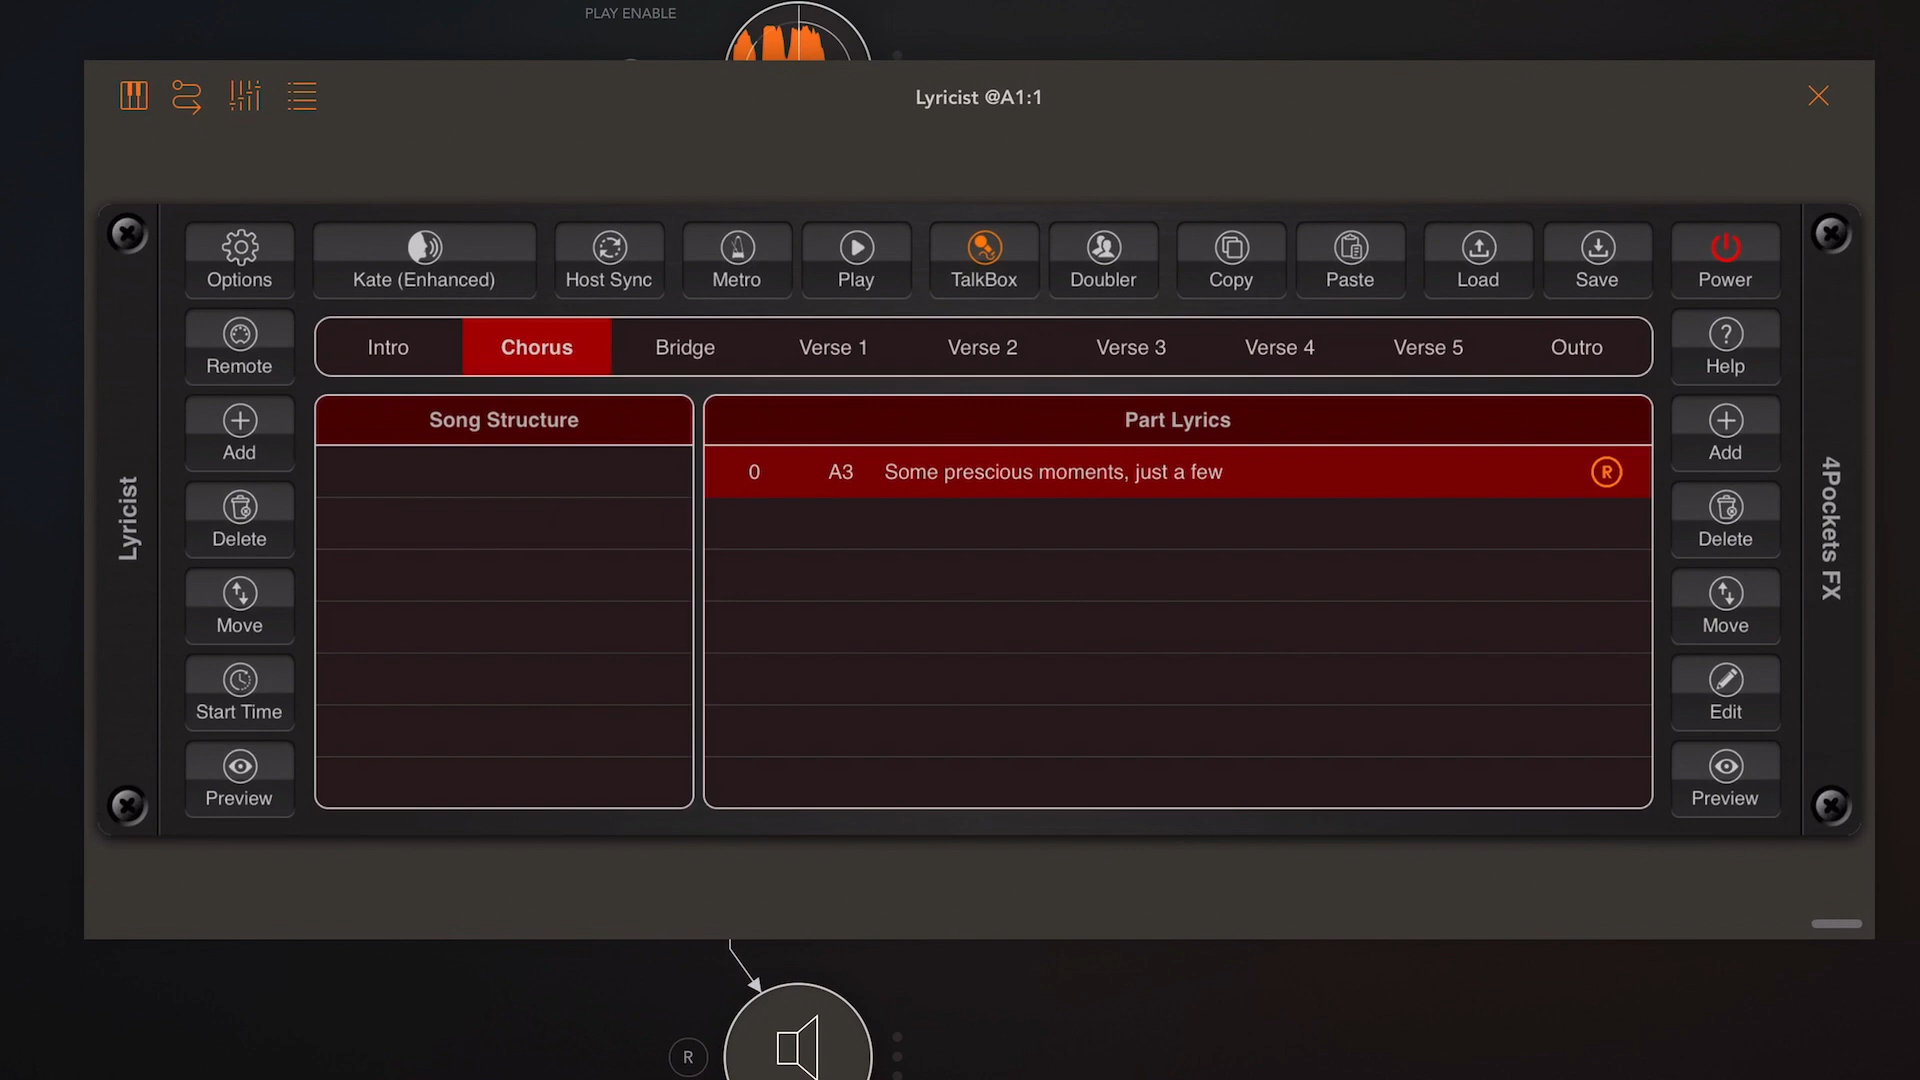 PLAY ENABLE
Lyricist @A1:1
Options
Kate (Enhanced)
Host Sync
Metro
Play
TalkBox
Doubler
Copy
Paste
Load
Save
Power
Remote
Intro
Chorus
Bridge
Verse 1
Verse 2
Verse 3
Verse 4
Verse 5
Outro
Help
Add
Song Structure
Part Lyrics
Add
0 A3 Some prescious moments, just a few R
Lyricist
4Pockets FX
Delete
Delete
Move
Move
Start Time
Edit
Preview
Preview
R